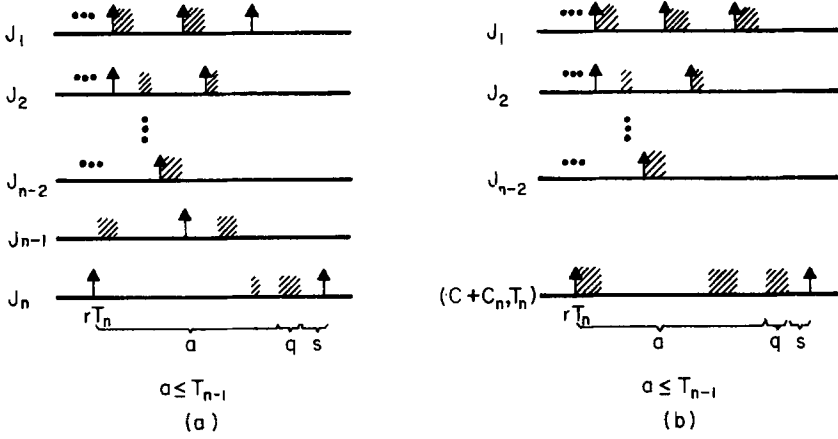 J1
J1
J2
J2
Jn-2
Jn-2
Jn-1
Jn
(C + Cn, Tn)
rTn
rTn
a
q
s
a
q
s
a ≤ Tn-1
a ≤ Tn-1
(a)
(b)